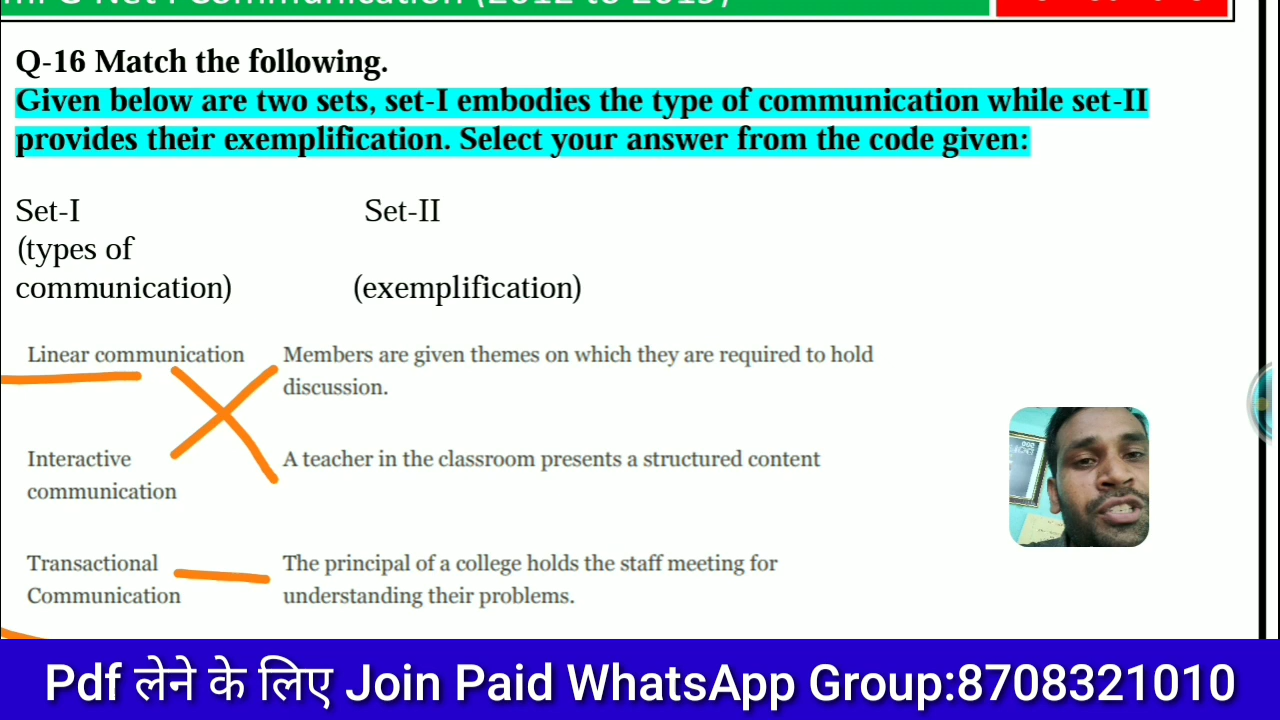 Q-16 Match the following.
Given below are two sets, set-I embodies the type of communication while set-II
provides their exemplification. Select your answer from the code given:
Set-I Set-II
(types of
communication) (exemplification)
Linear communication Members are given themes on which they are required to hold
discussion.
Interactive A teacher in the classroom presents a structured content
communication
Transactional The principal of a college holds the staff meeting for
Communication understanding their problems.
Pdf लेने के लिए Join Paid WhatsApp Group:8708321010